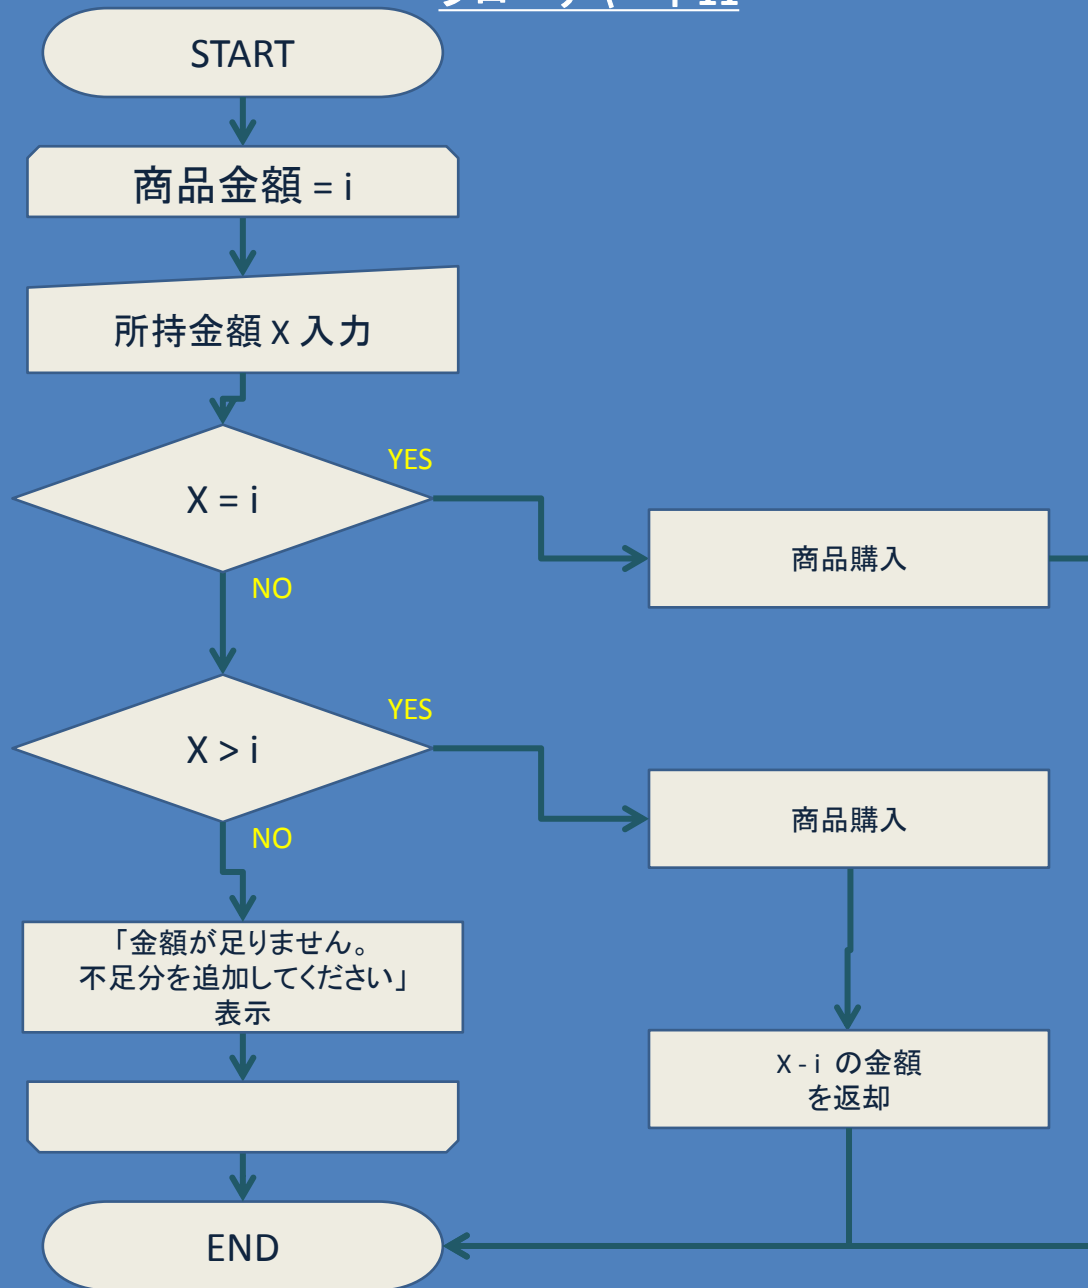 START
商品金額 = i
所持金額 X 入力
X = i
YES
商品購入
NO
X > i
YES
商品購入
NO
「金額が足りません。
不足分を追加してください」
表示
X - i の金額
を返却
END